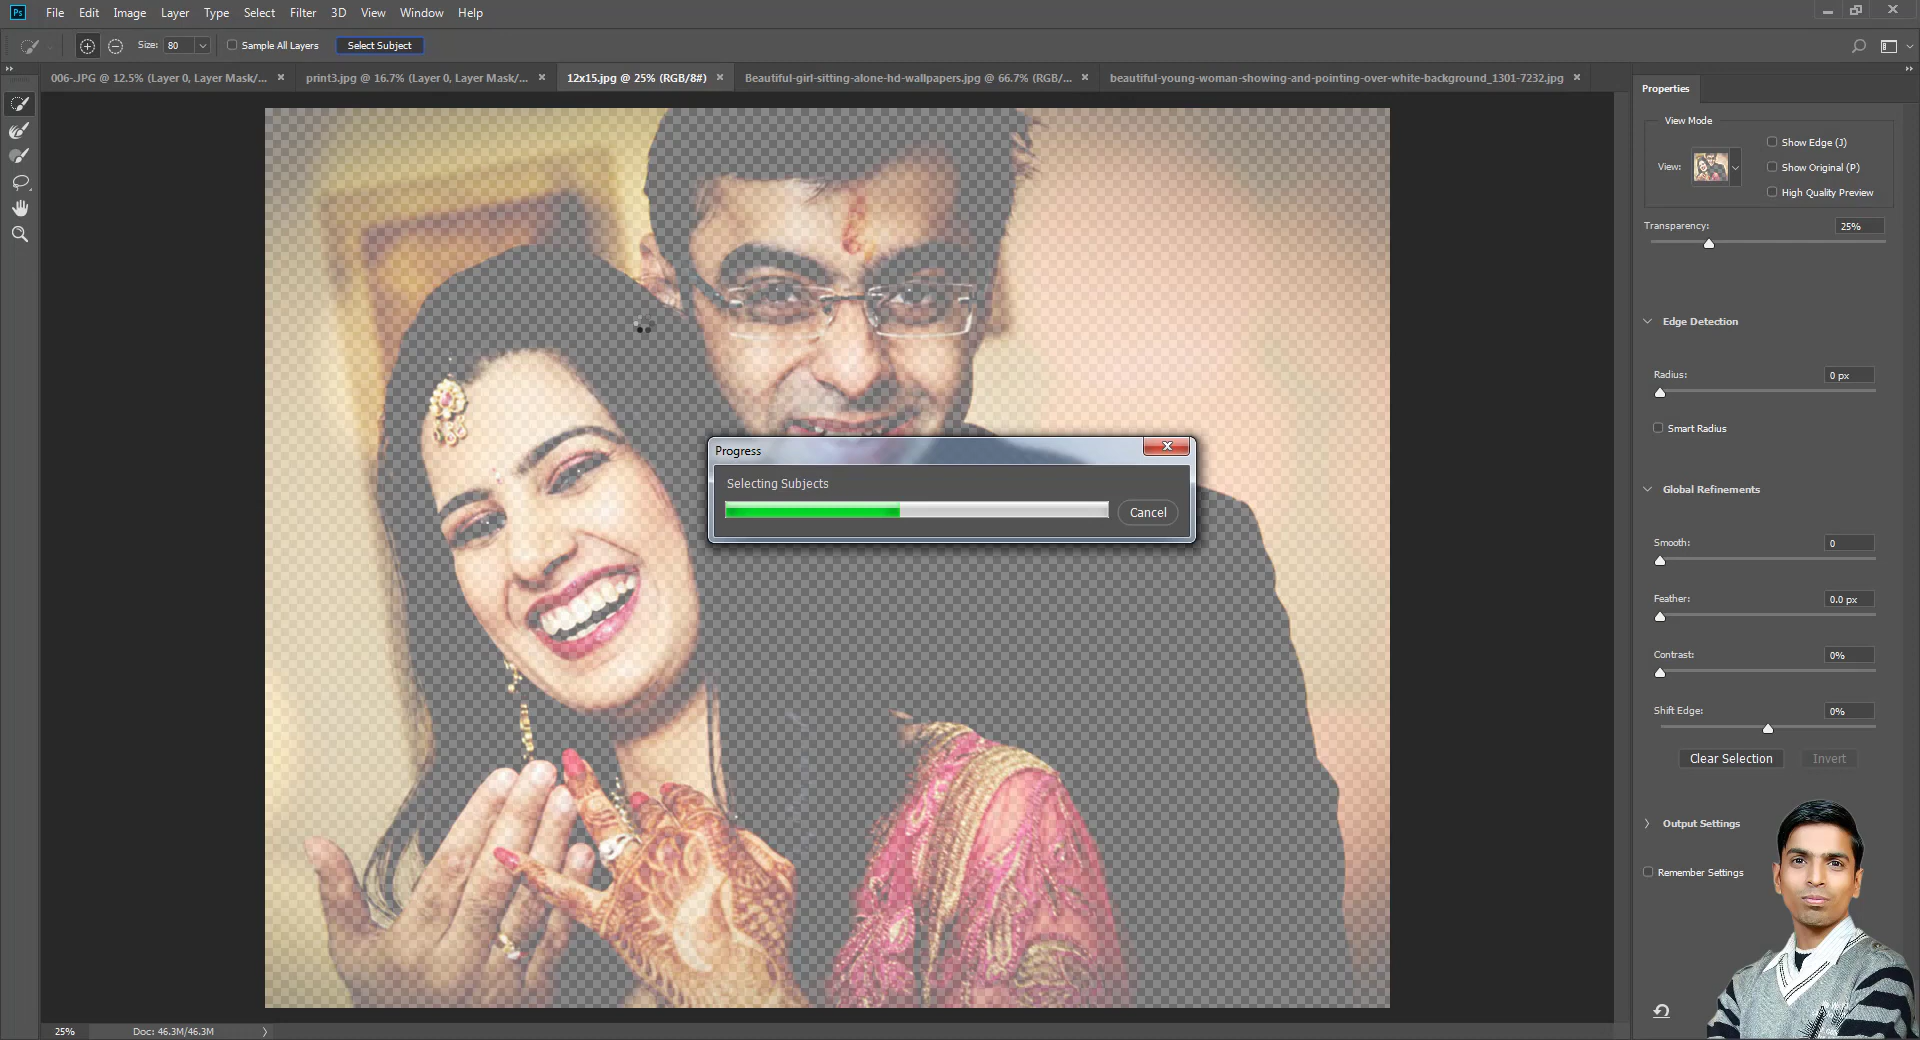 Ps File Edit Image Layer Type Select Filter 3D View Window Help
Size: 80 Sample All Layers Select Subject
006-.JPG @ 12.5% (Layer 0, Layer Mask/... × print3.jpg @ 16.7% (Layer 0, Layer Mask/... × 12x15.jpg @ 25% (RGB/8#) × Beautiful-girl-sitting-alone-hd-wallpapers.jpg @ 66.7% (RGB/... × beautiful-young-woman-showing-and-pointing-over-white-background_1301-7232.jpg ×
Properties
View Mode
View:
Show Edge (J)
Show Original (P)
High Quality Preview
Transparency: 25%
Edge Detection
Radius: 0 px
Smart Radius
Global Refinements
Smooth: 0
Feather: 0.0 px
Contrast: 0%
Shift Edge: 0%
Clear Selection Invert
Output Settings
Remember Settings
Progress
Selecting Subjects
Cancel
25% Doc: 46.3M/46.3M